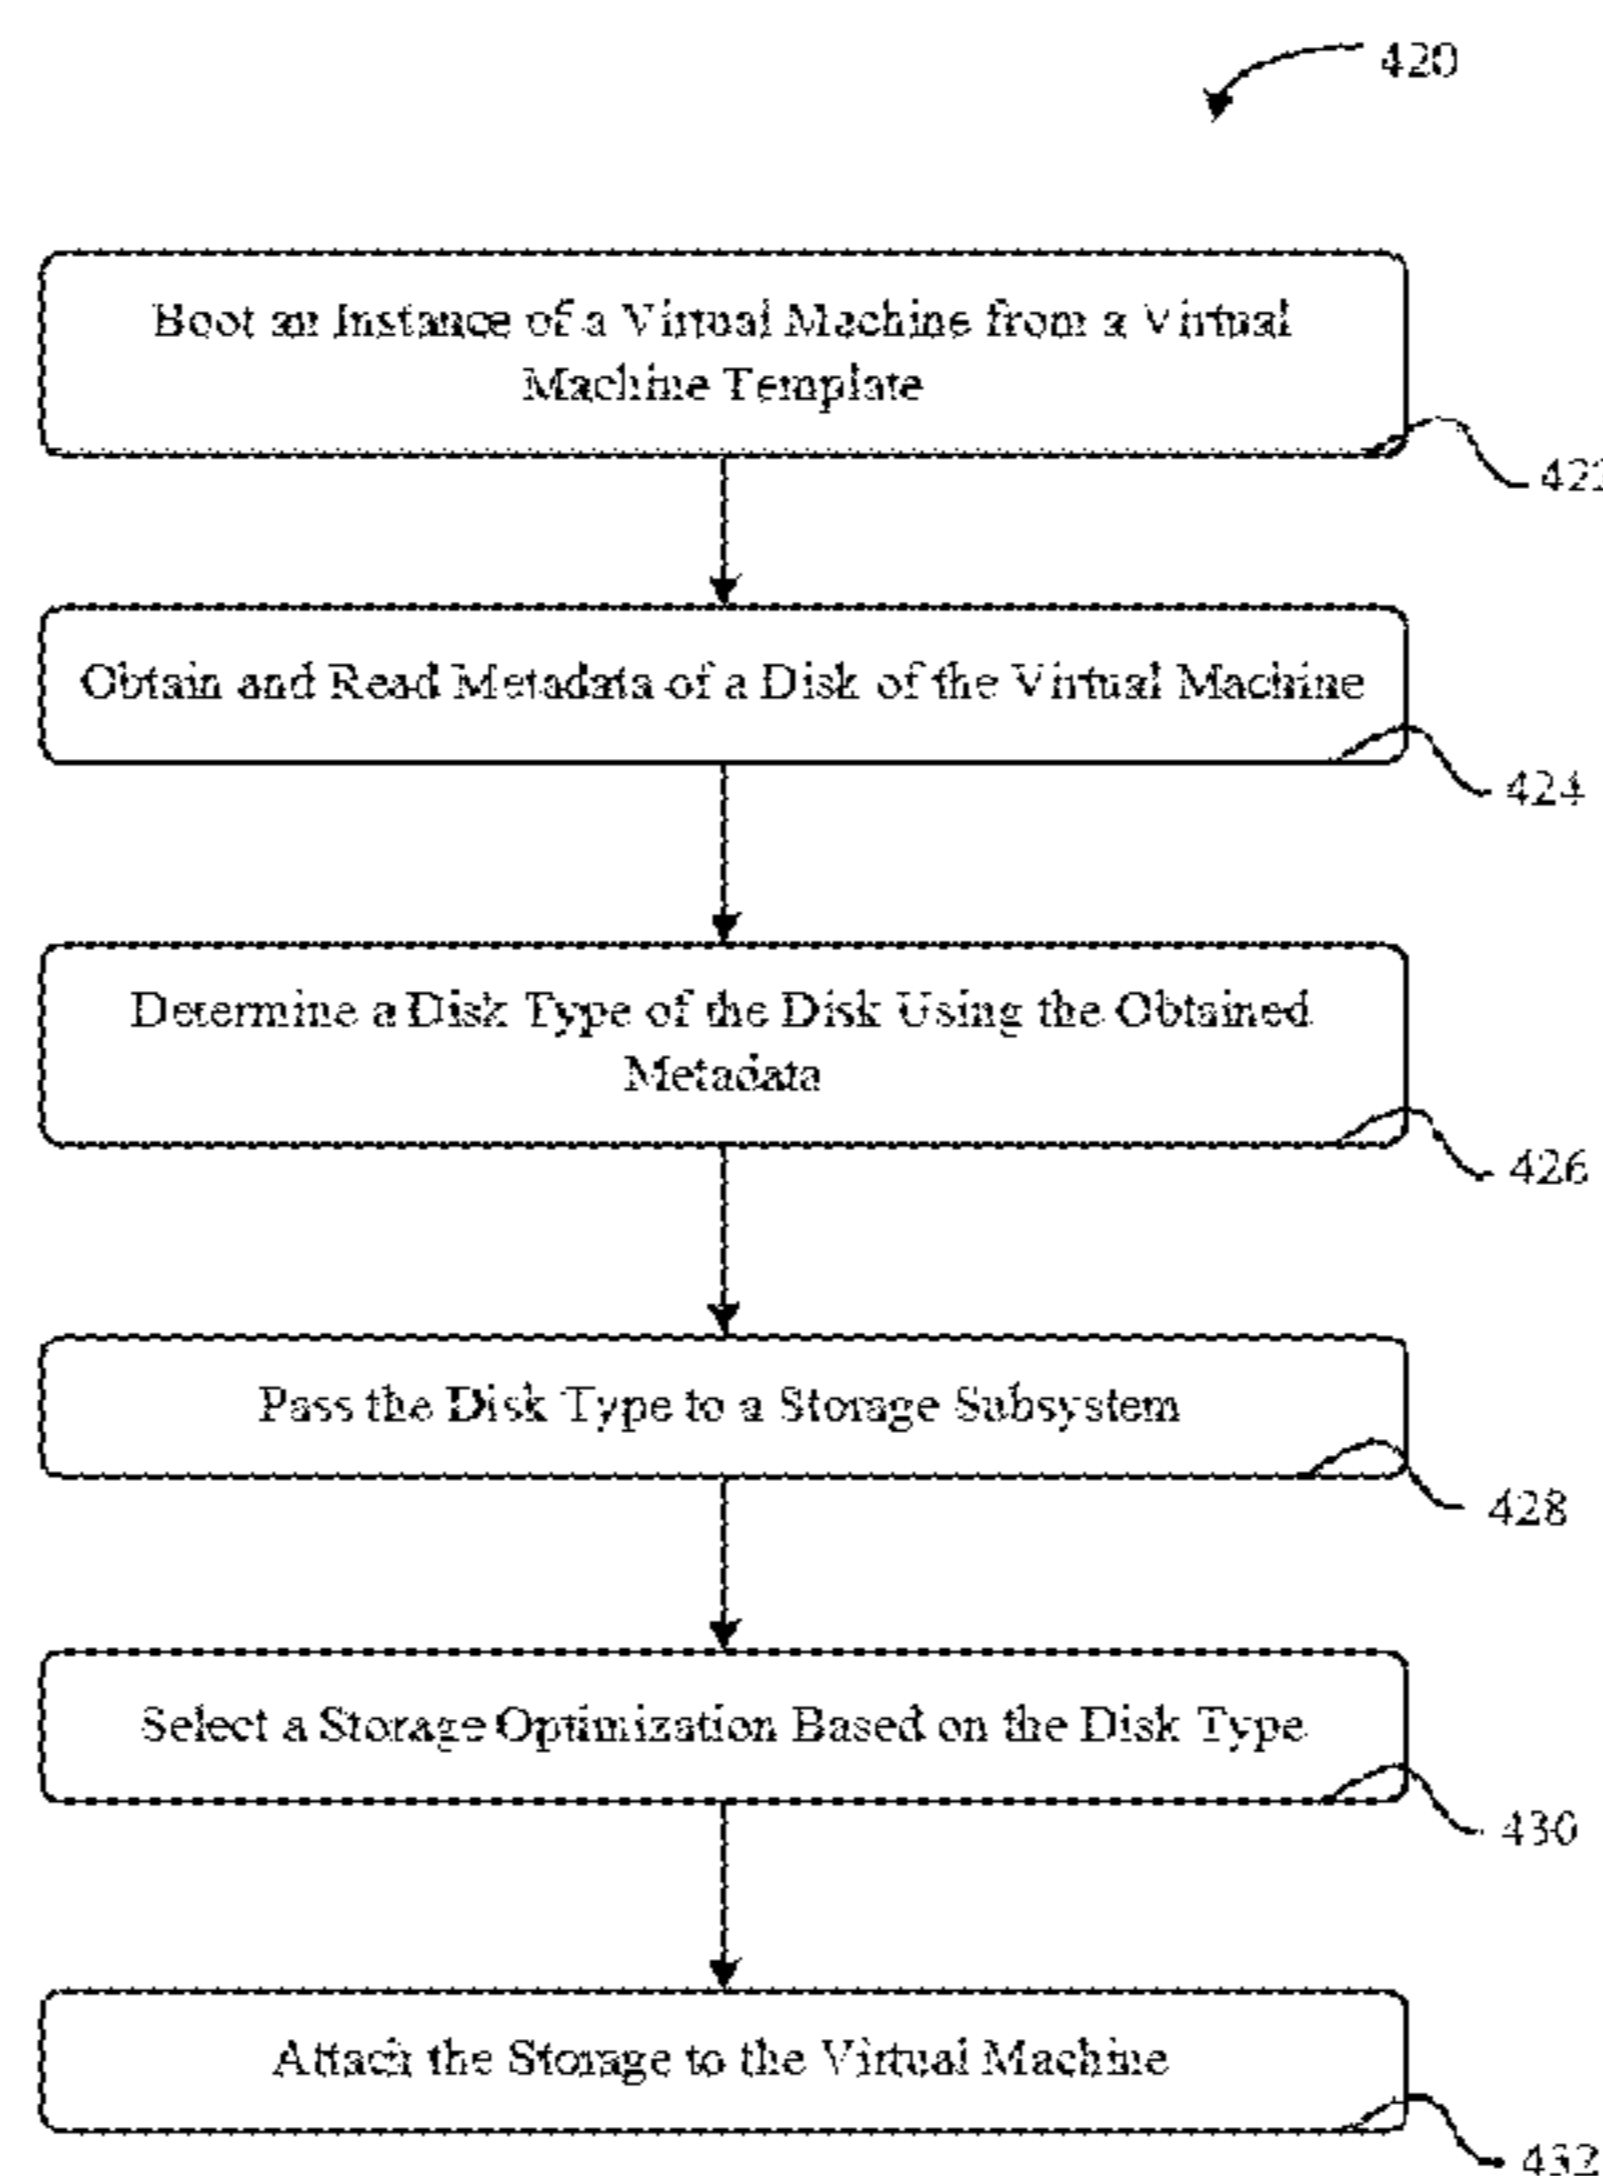 420
Boot an Instance of a Virtual Machine from a Virtual
Machine Template
422
Obtain and Read Metadata of a Disk of the Virtual Machine
424
Determine a Disk Type of the Disk Using the Obtained
Metadata
426
Pass the Disk Type to a Storage Subsystem
428
Select a Storage Optimization Based on the Disk Type
430
Attach the Storage to the Virtual Machine
432